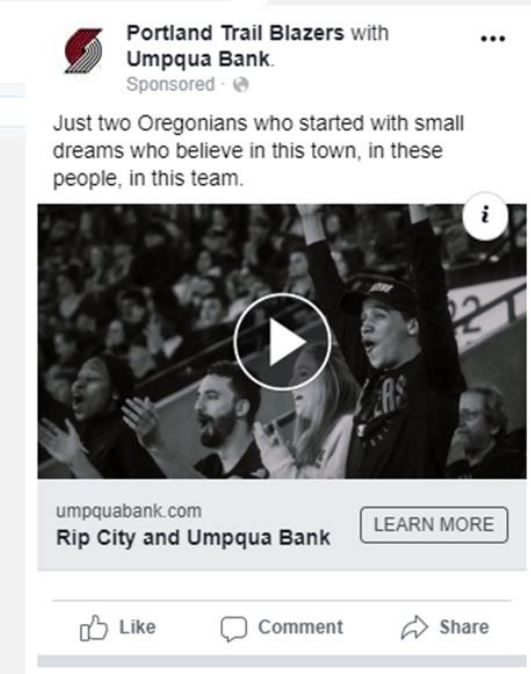 Portland Trail Blazers with
Umpqua Bank.
Sponsored ·
Just two Oregonians who started with small
dreams who believe in this town, in these
people, in this team.
i
22
umpquabank.com
Rip City and Umpqua Bank
LEARN MORE
Like
Comment
Share